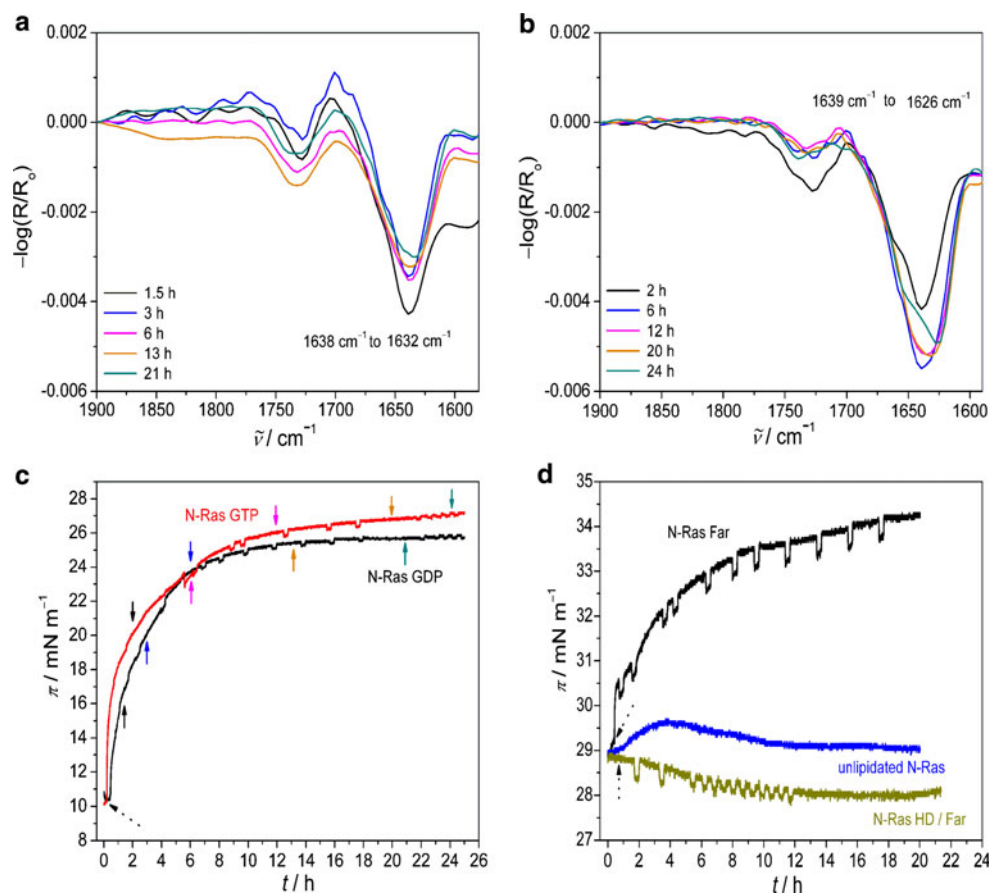 a
0.002
0.000
-0.002
-0.004
-0.006
−log(R/Rₒ)
1.5 h
3 h
6 h
13 h
21 h
1638 cm⁻¹ to 1632 cm⁻¹
1900 1850 1800 1750 1700 1650 1600
ν̃ / cm⁻¹
b
0.002
0.000
-0.002
-0.004
-0.006
−log(R/Rₒ)
1639 cm⁻¹ to 1626 cm⁻¹
2 h
6 h
12 h
20 h
24 h
1900 1850 1800 1750 1700 1650 1600
ν̃ / cm⁻¹
c
30
28
26
24
22
20
18
16
14
12
10
8
π / mN m⁻¹
N-Ras GTP
N-Ras GDP
0 2 4 6 8 10 12 14 16 18 20 22 24 26
t / h
d
35
34
33
32
31
30
29
28
27
π / mN m⁻¹
N-Ras Far
unlipidated N-Ras
N-Ras HD / Far
0 2 4 6 8 10 12 14 16 18 20 22 24
t / h